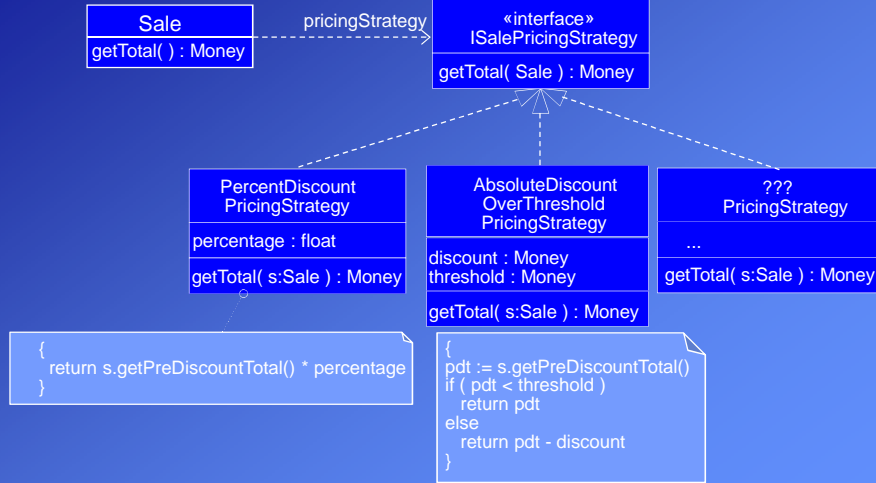 Sale
getTotal( ) : Money
pricingStrategy
«interface»
ISalePricingStrategy
getTotal( Sale ) : Money
PercentDiscount
PricingStrategy
percentage : float
getTotal( s:Sale ) : Money
AbsoluteDiscount
OverThreshold
PricingStrategy
discount : Money
threshold : Money
getTotal( s:Sale ) : Money
???
PricingStrategy
...
getTotal( s:Sale ) : Money
{
return s.getPreDiscountTotal() * percentage
}
{
pdt := s.getPreDiscountTotal()
if ( pdt < threshold )
return pdt
else
return pdt - discount
}